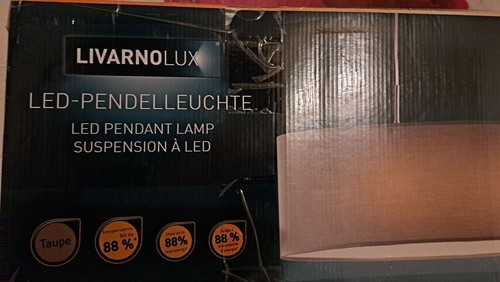 LIVARNOLUX
LED-PENDELLEUCHTE
LED PENDANT LAMP
SUSPENSION À LED
Taupe
88 %*
88%
88 %